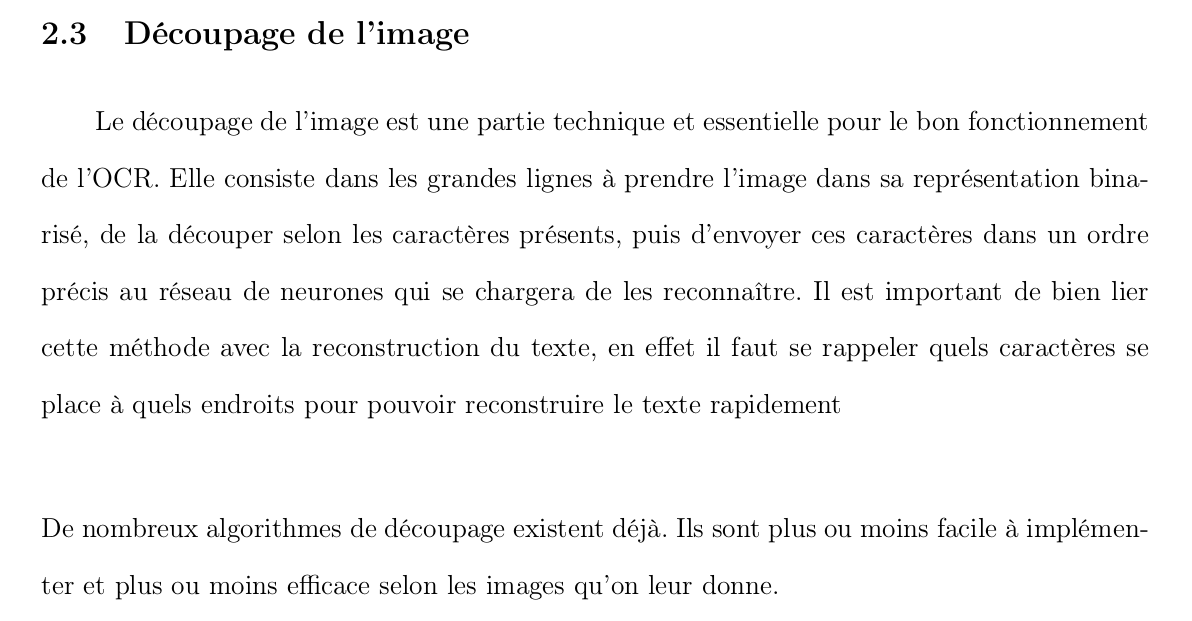 2.3 Découpage de l'image
Le découpage de l'image est une partie technique et essentielle pour le bon fonctionnement
de l'OCR. Elle consiste dans les grandes lignes à prendre l'image dans sa représentation bina-
risé, de la découper selon les caractères présents, puis d'envoyer ces caractères dans un ordre
précis au réseau de neurones qui se chargera de les reconnaître. Il est important de bien lier
cette méthode avec la reconstruction du texte, en effet il faut se rappeler quels caractères se
place à quels endroits pour pouvoir reconstruire le texte rapidement
De nombreux algorithmes de découpage existent déjà. Ils sont plus ou moins facile à implémen-
ter et plus ou moins efficace selon les images qu'on leur donne.